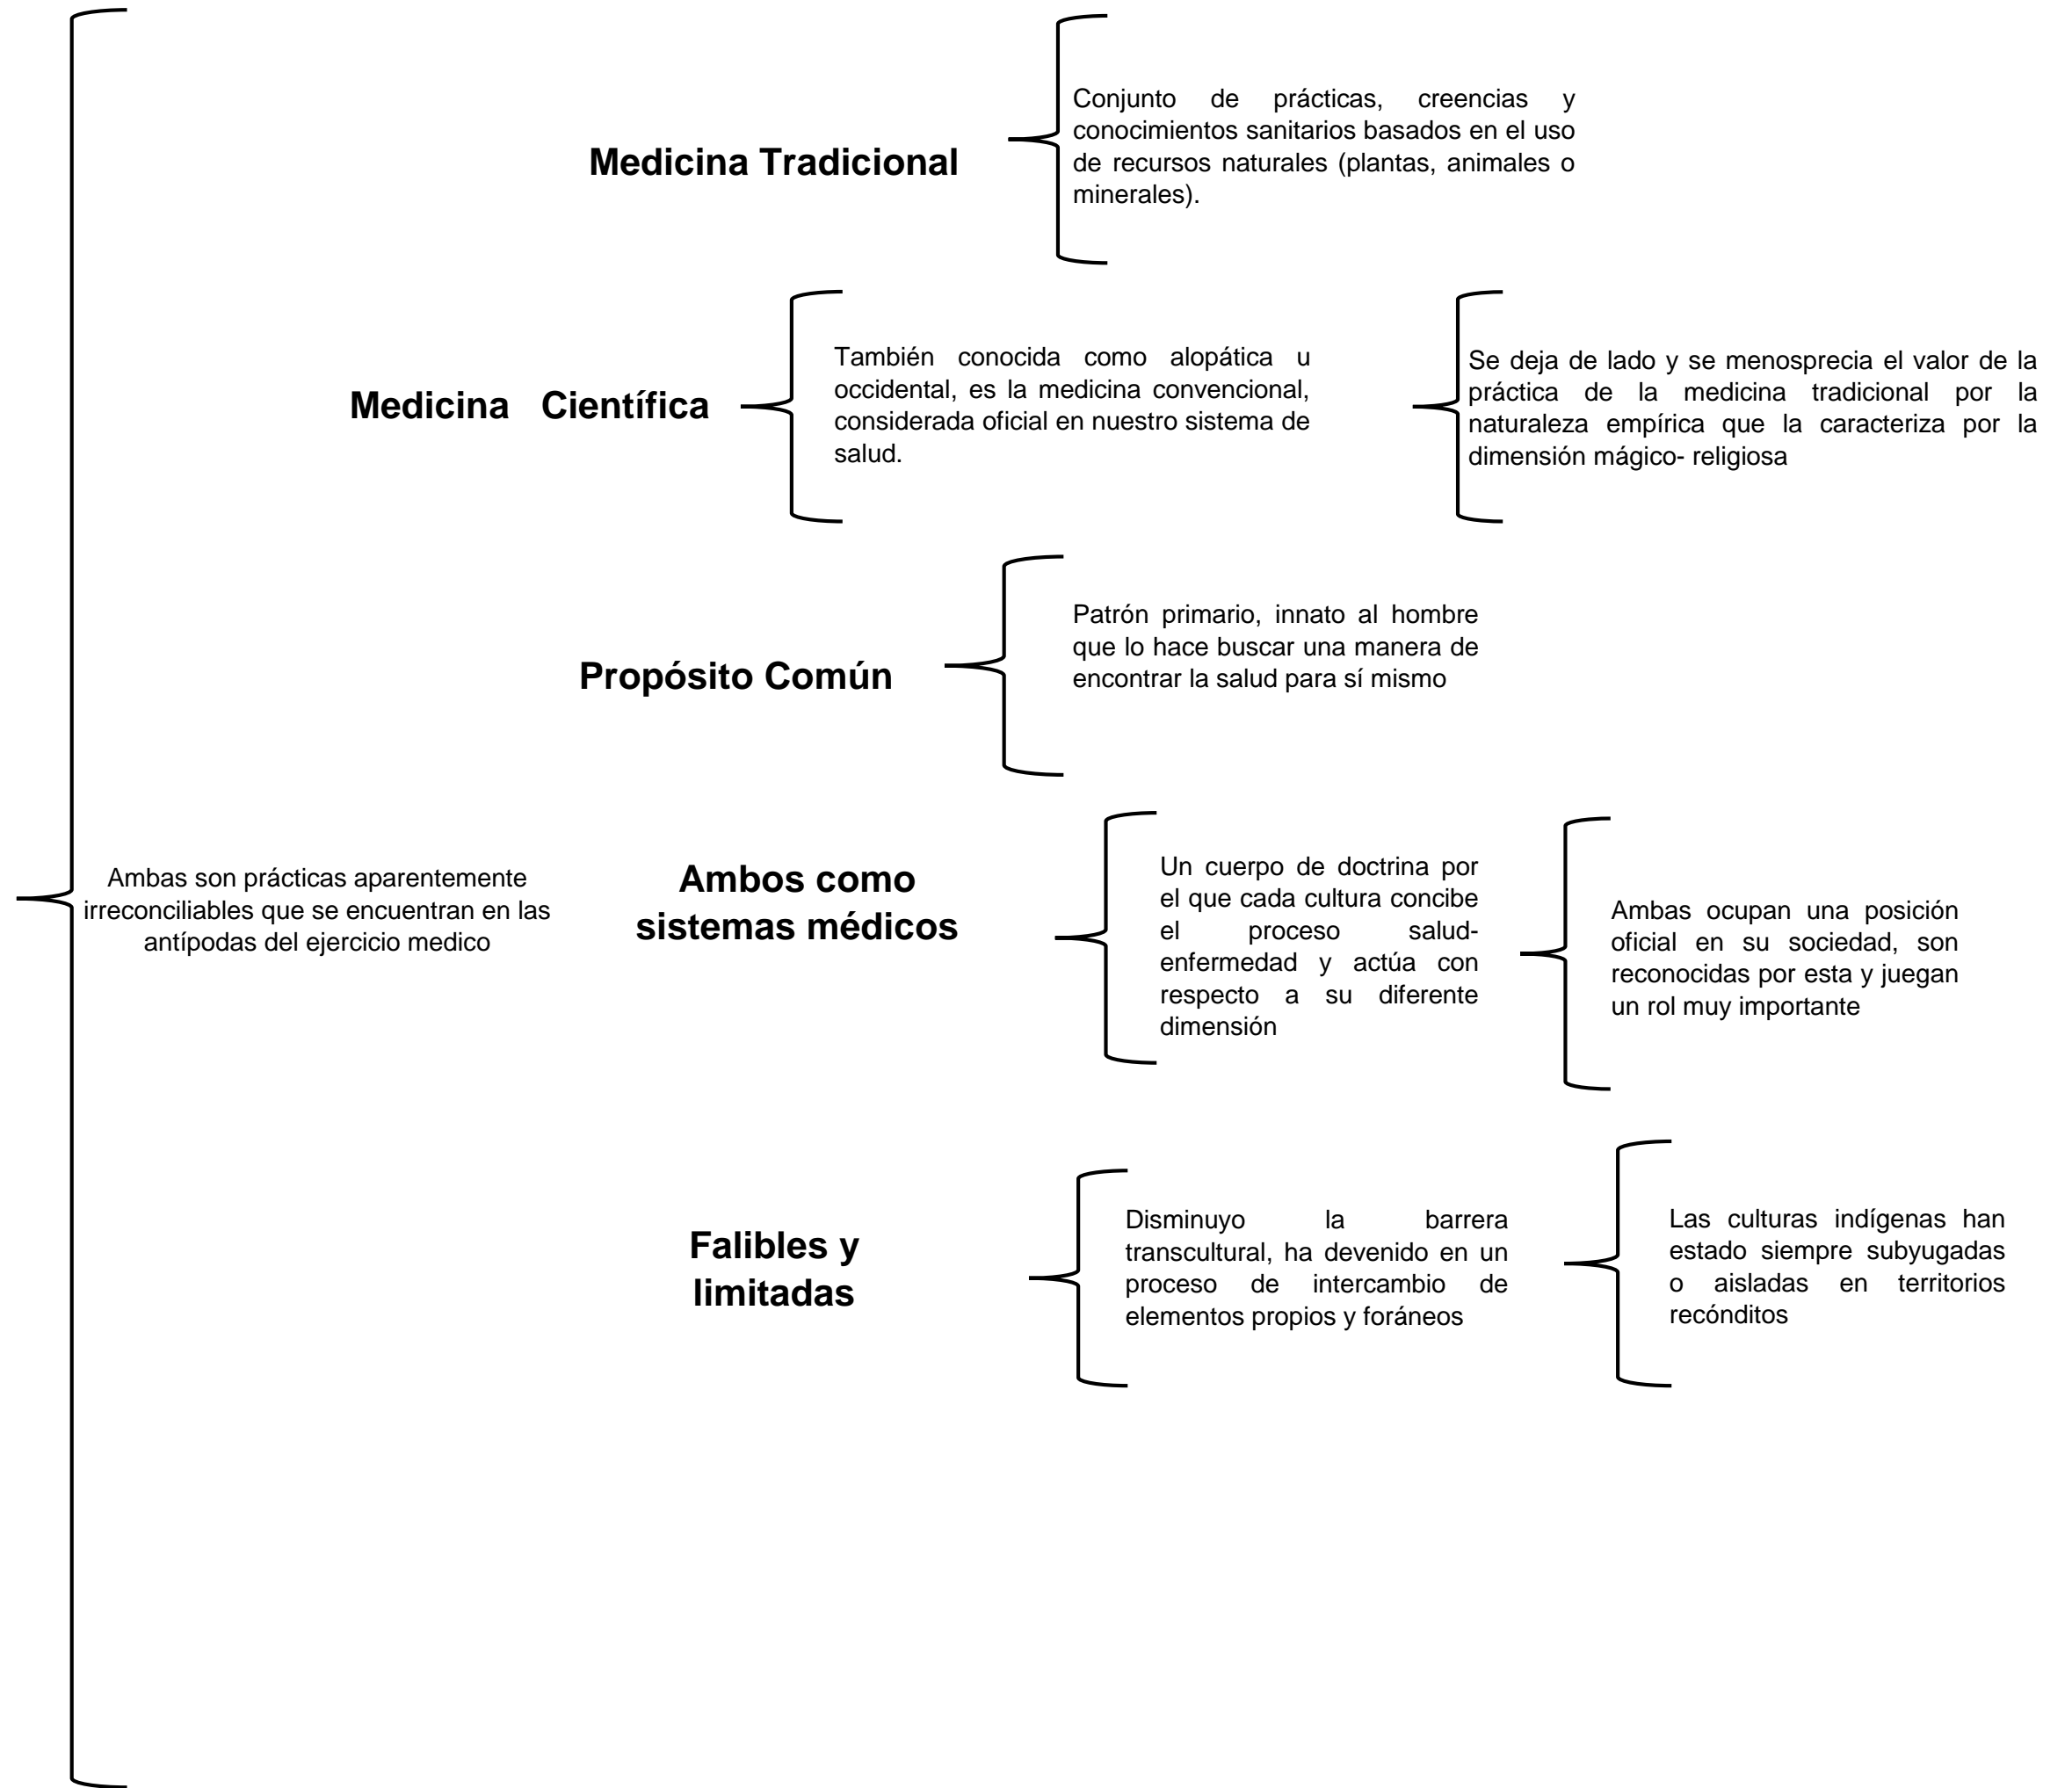 Medicina Tradicional
Conjunto de prácticas, creencias y
conocimientos sanitarios basados en el uso
de recursos naturales (plantas, animales o
minerales).
Medicina Científica
También conocida como alopática u
occidental, es la medicina convencional,
considerada oficial en nuestro sistema de
salud.
Se deja de lado y se menosprecia el valor de la
práctica de la medicina tradicional por la
naturaleza empírica que la caracteriza por la
dimensión mágico- religiosa
Propósito Común
Patrón primario, innato al hombre
que lo hace buscar una manera de
encontrar la salud para sí mismo
Ambas son prácticas aparentemente
irreconciliables que se encuentran en las
antípodas del ejercicio medico
Ambos como
sistemas médicos
Un cuerpo de doctrina por
el que cada cultura concibe
el proceso salud-
enfermedad y actúa con
respecto a su diferente
dimensión
Ambas ocupan una posición
oficial en su sociedad, son
reconocidas por esta y juegan
un rol muy importante
Falibles y
limitadas
Disminuyo la barrera
transcultural, ha devenido en un
proceso de intercambio de
elementos propios y foráneos
Las culturas indígenas han
estado siempre subyugadas
o aisladas en territorios
recónditos